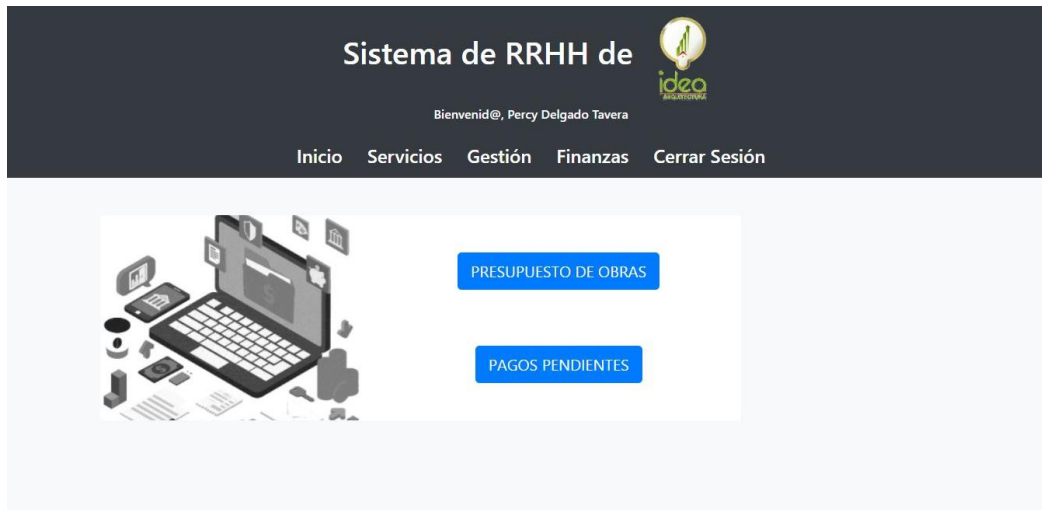 Sistema de RRHH de
idea
ARQUITECTURA
Bienvenid@, Percy Delgado Tavera
Inicio Servicios Gestión Finanzas Cerrar Sesión
PRESUPUESTO DE OBRAS
PAGOS PENDIENTES